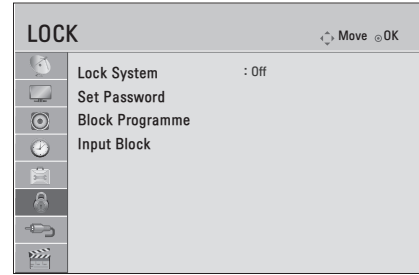 LOCK
Move OK
Lock System : Off
Set Password
Block Programme
Input Block